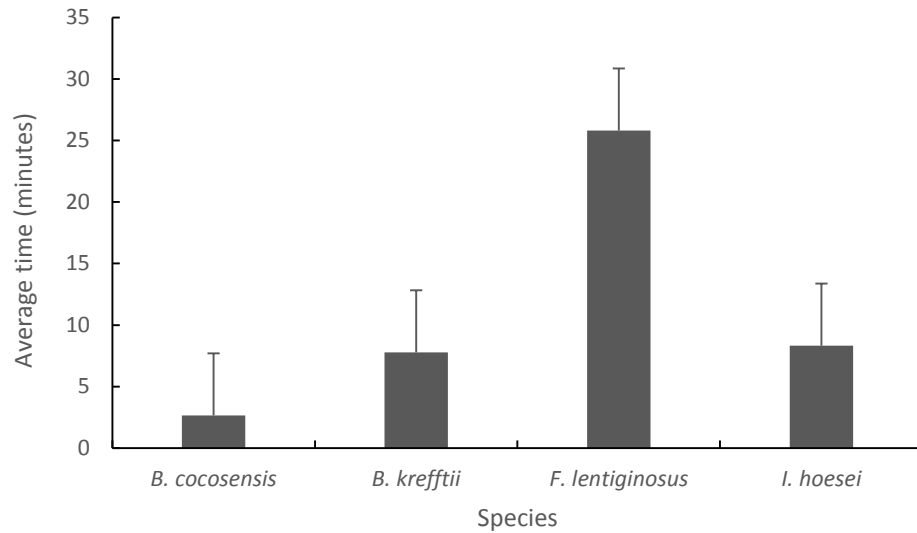 35
30
25
20
15
10
5
0
Average time (minutes)
B. cocosensis B. krefftii F. lentiginosus I. hoesei
Species